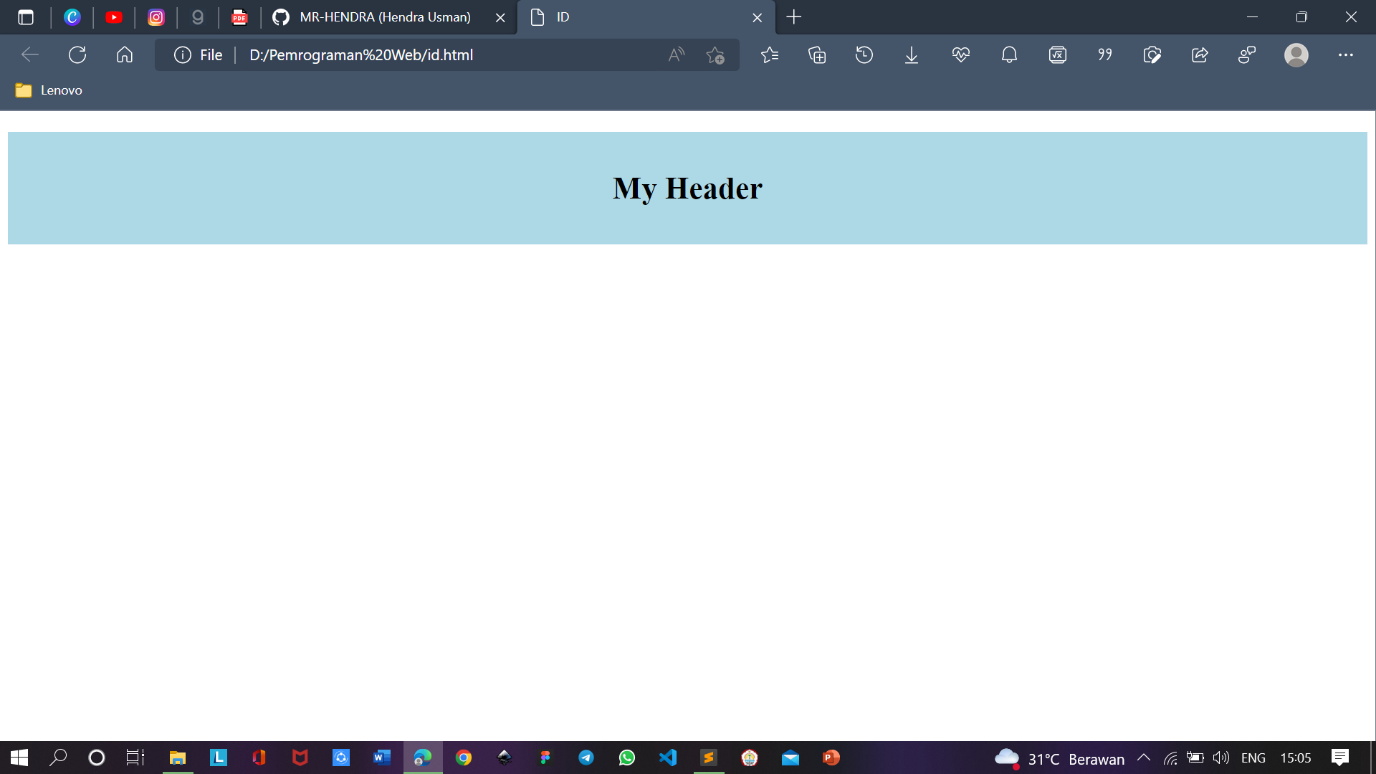 MR-HENDRA (Hendra Usman)
ID
File
D:/Pemrograman%20Web/id.html
Lenovo
My Header
31°C Berawan
ENG
15:05